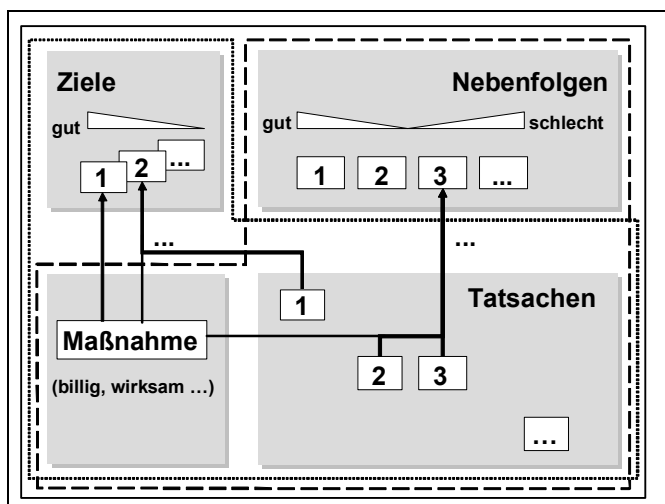 Ziele
gut
1
2
...
Nebenfolgen
gut
schlecht
1
2
3
...
...
...
Maßnahme
(billig, wirksam ...)
Tatsachen
1
2
3
...